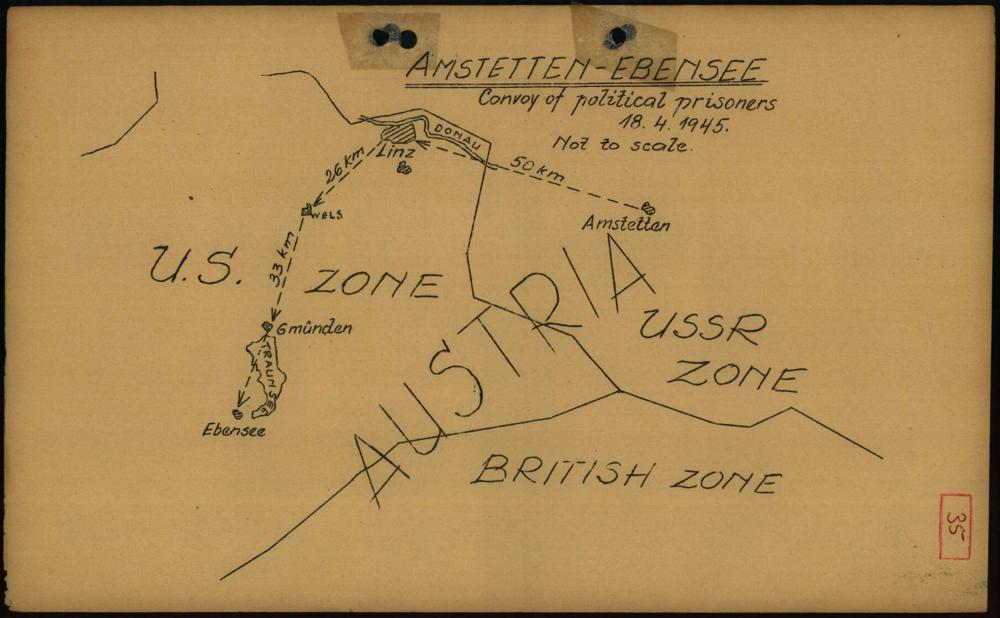 AMSTETTEN-EBENSEE
Convoy of political prisoners
18. 4. 1945.
Not to scale.
DONAU
Linz
50 km
26 km
WELS
Amstetten
33 km
U.S. ZONE
AUSTRIA
Gmünden
USSR
ZONE
TRAUNSEE
Ebensee
BRITISH ZONE
35